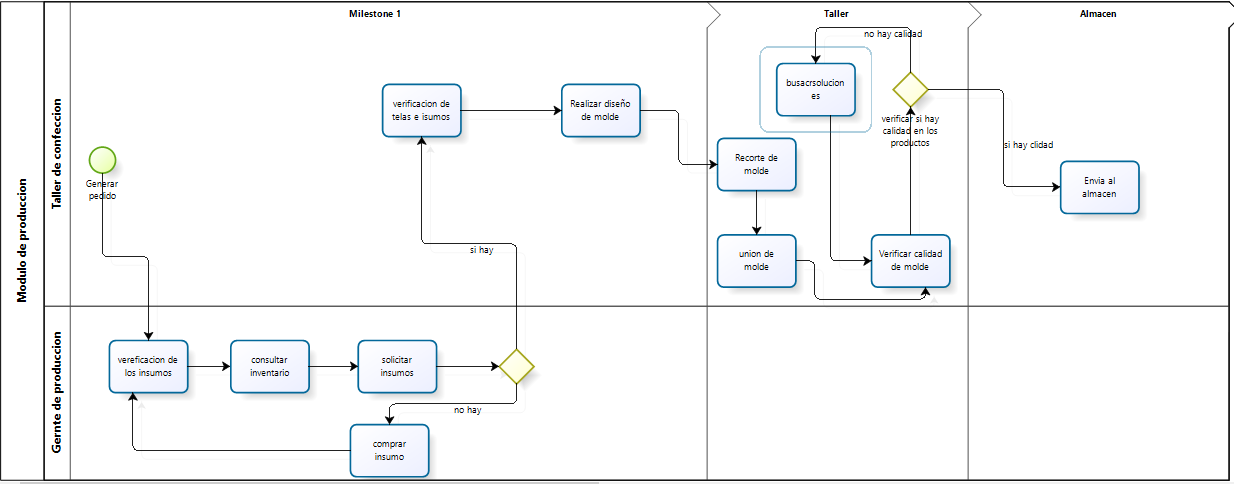 Milestone 1
Taller
Almacen
Modulo de produccion
Taller de confeccion
Gernte de produccion
Generar
pedido
verificacion de
telas e isumos
Realizar diseño
de molde
si hay
vereficacion de
los insumos
consultar
inventario
solicitar
insumos
no hay
comprar
insumo
no hay calidad
busacrsolucion
es
verificar si hay
calidad en los
productos
Recorte de
molde
union de
molde
Verificar calidad
de molde
si hay clidad
Envia al
almacen